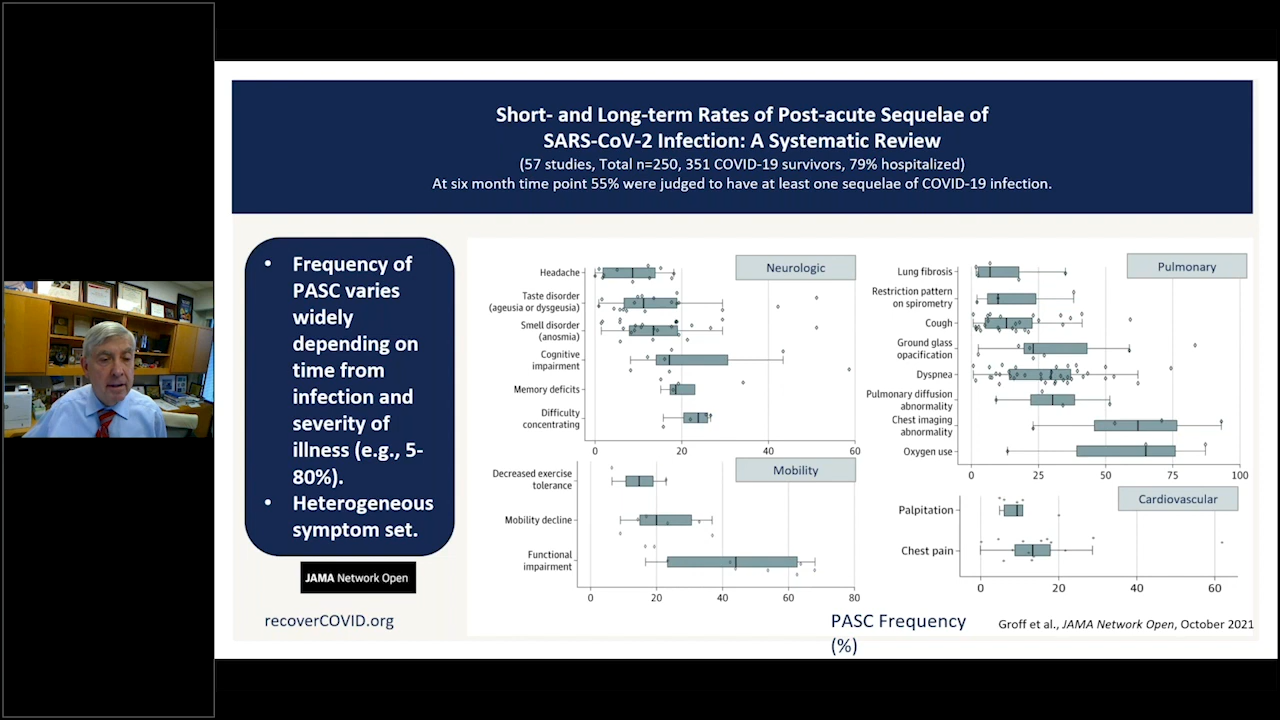 Short- and Long-term Rates of Post-acute Sequelae of
SARS-CoV-2 Infection: A Systematic Review
(57 studies, Total n=250, 351 COVID-19 survivors, 79% hospitalized)
At six month time point 55% were judged to have at least one sequelae of COVID-19 infection.
• Frequency of
PASC varies
widely
depending on
time from
infection and
severity of
illness (e.g., 5-
80%).
• Heterogeneous
symptom set.
JAMA Network Open
recoverCOVID.org
Neurologic
Headache
Taste disorder
(ageusia or dysgeusia)
Smell disorder
(anosmia)
Cognitive
impairment
Memory deficits
Difficulty
concentrating
0 20 40 60
Mobility
Decreased exercise
tolerance
Mobility decline
Functional
impairment
0 20 40 60 80
Pulmonary
Lung fibrosis
Restriction pattern
on spirometry
Cough
Ground glass
opacification
Dyspnea
Pulmonary diffusion
abnormality
Chest imaging
abnormality
Oxygen use
0 25 50 75 100
Cardiovascular
Palpitation
Chest pain
0 20 40 60
PASC Frequency
(%)
Groff et al., JAMA Network Open, October 2021